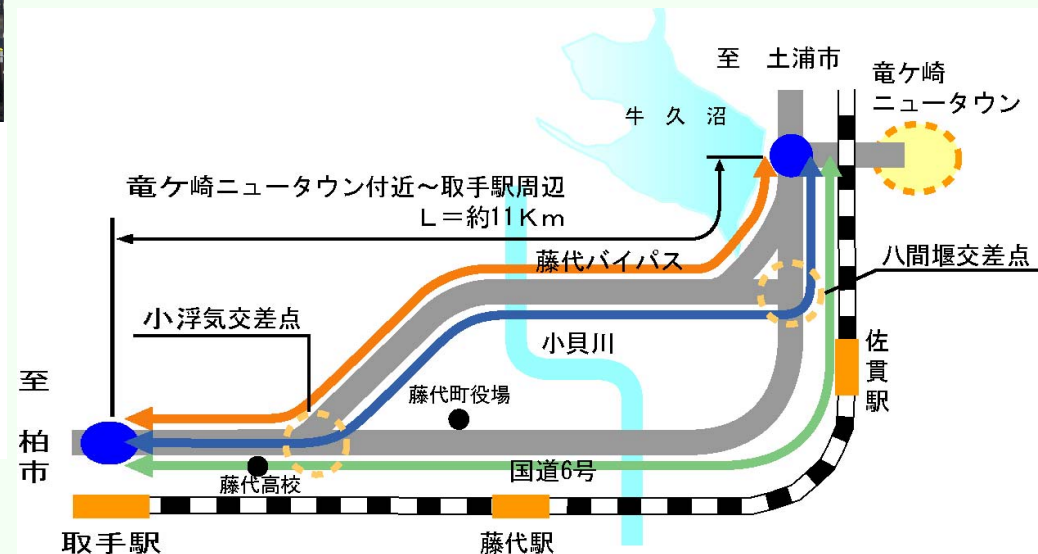 至 土浦市
竜ケ崎
ニュータウン
牛久沼
竜ケ崎ニュータウン付近～取手駅周辺
L＝約11Km
藤代バイパス
八間堰交差点
小浮気交差点
小貝川
佐貫駅
至柏市
藤代町役場
国道6号
藤代高校
取手駅
藤代駅